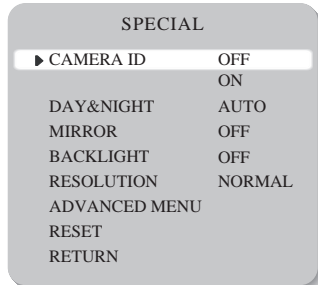 SPECIAL
CAMERA ID OFF
ON
DAY&NIGHT AUTO
MIRROR OFF
BACKLIGHT OFF
RESOLUTION NORMAL
ADVANCED MENU
RESET
RETURN